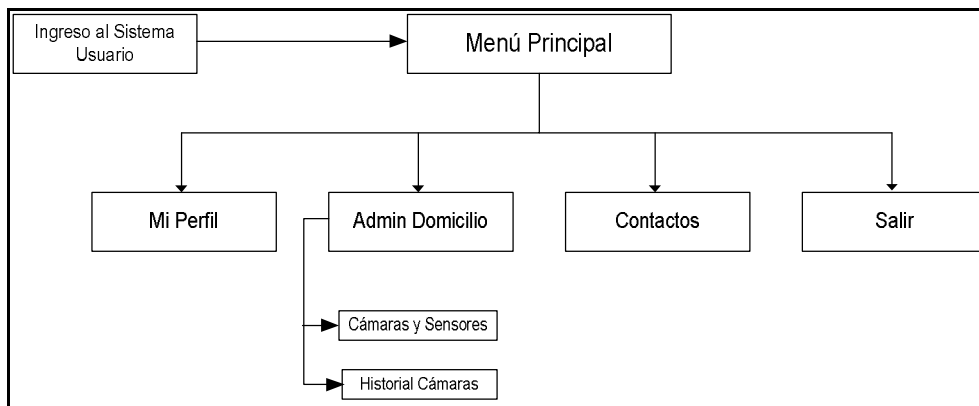 Ingreso al Sistema
Usuario
Menú Principal
Mi Perfil
Admin Domicilio
Contactos
Salir
Cámaras y Sensores
Historial Cámaras